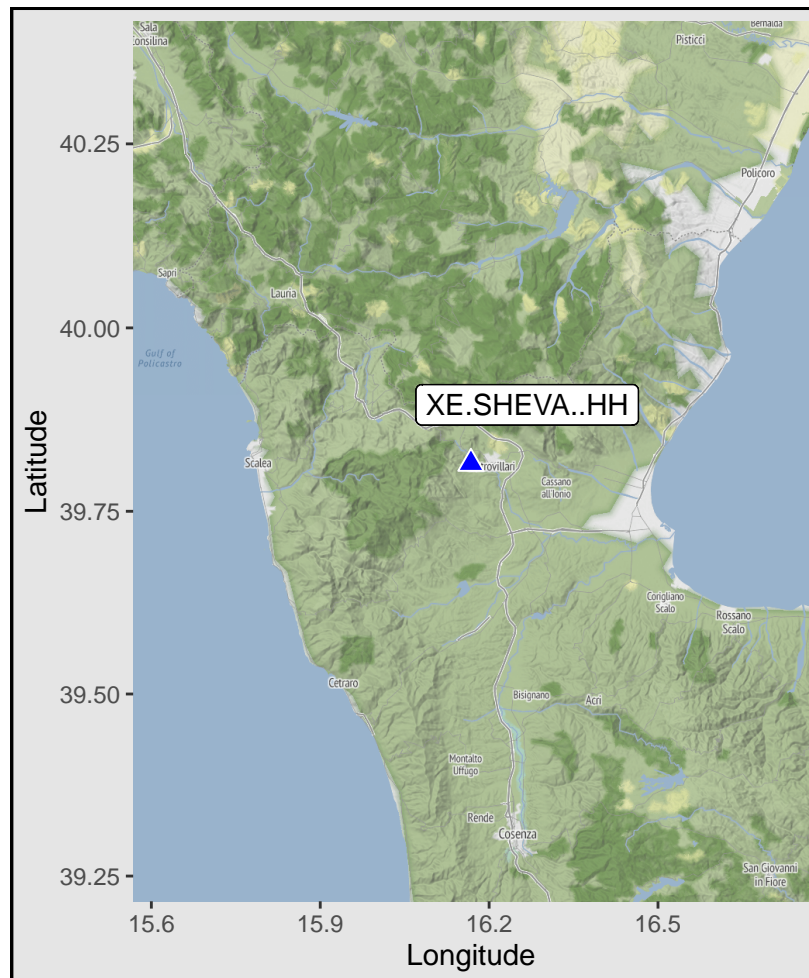 Sala
Consilina
Bernalda
Pisticci
40.25
Policoro
Sapri
Lauria
40.00
Gulf of
Policastro
XE.SHEVA..HH
Latitude
Scalea
trovillari
Cassano
all'Ionio
39.75
Corigliano
Scalo
Rossano
Scalo
Cetraro
39.50
Bisignano
Acri
Montalto
Uffugo
Rende
Cosenza
San Giovanni
in Fiore
39.25
15.6
15.9
16.2
16.5
Longitude